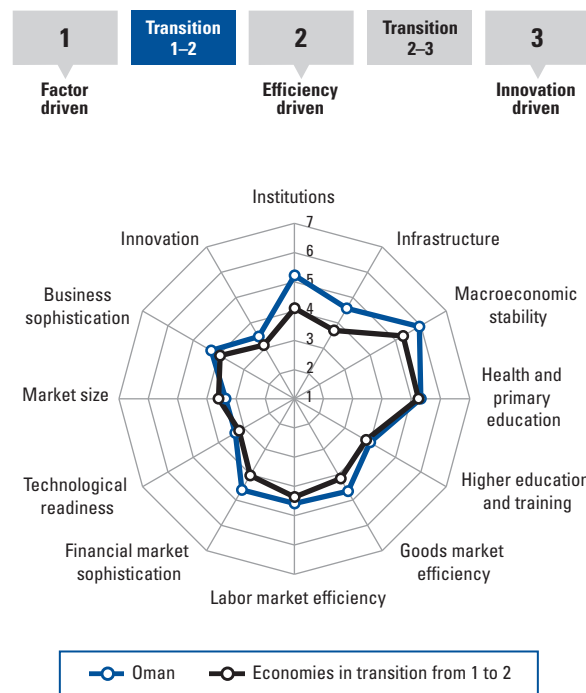 1
Transition
1–2
2
Transition
2–3
3
Factor
driven
Efficiency
driven
Innovation
driven
Institutions
7
6
5
4
3
2
1
Infrastructure
Macroeconomic
stability
Health and
primary
education
Higher education
and training
Goods market
efficiency
Labor market efficiency
Financial market
sophistication
Technological
readiness
Market size
Business
sophistication
Innovation
Oman
Economies in transition from 1 to 2